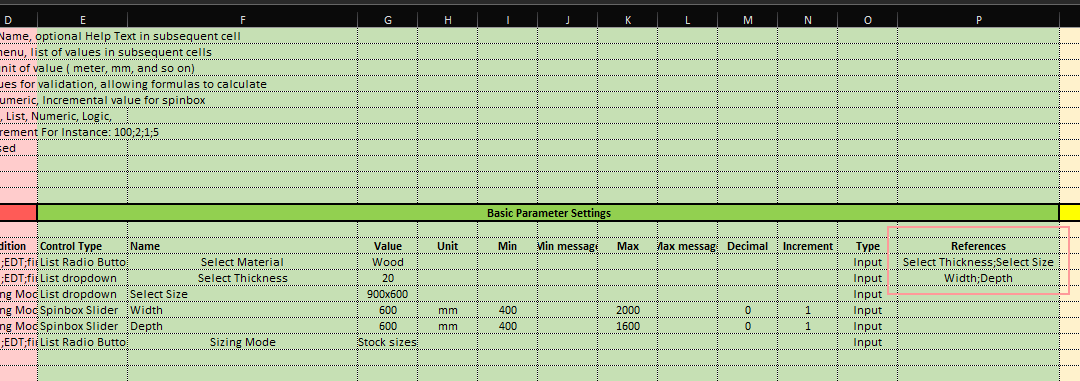 D E F G H I J K L M N O P
Name, optional Help Text in subsequent cell
menu, list of values in subsequent cells
unit of value ( meter, mm, and so on)
ues for validation, allowing formulas to calculate
umeric, Incremental value for spinbox
, List, Numeric, Logic,
rement For Instance: 100;2;1;5
sed
Basic Parameter Settings
dition Control Type Name Value Unit Min Min message Max Max messag Decimal Increment Type References
;EDT;fi List Radio Butto Select Material Wood Input Select Thickness;Select Size
;EDT;fi List dropdown Select Thickness 20 Input Width;Depth
ng Mod List dropdown Select Size 900x600 Input
ng Mod Spinbox Slider Width 600 mm 400 2000 0 1 Input
ng Mod Spinbox Slider Depth 600 mm 400 1600 0 1 Input
;EDT;fi List Radio Butto Sizing Mode Stock sizes Input